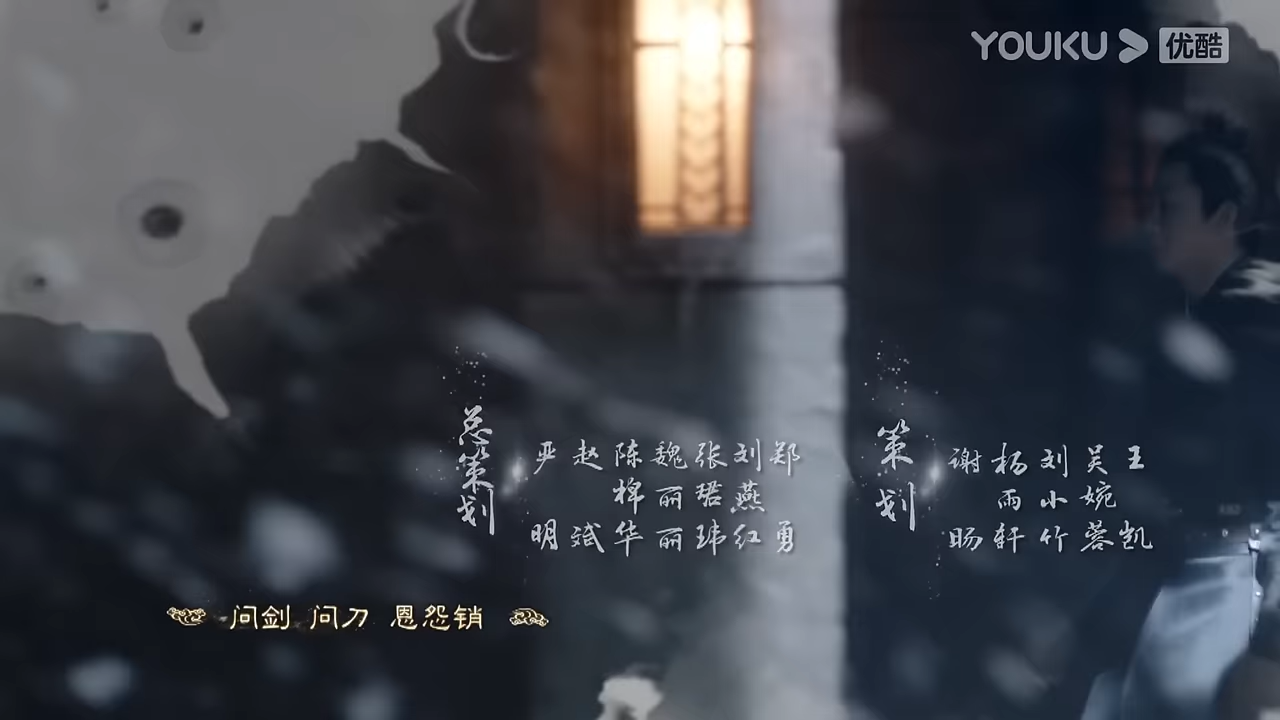 YOUKU 优酷
总策划
严明
赵斌
陈樨华
魏丽丽
张珺玮
刘燕红
郑勇
策划
谢旸
杨雨轩
刘小竹
吴婉蓉
王凯
问剑 问刀 恩怨销